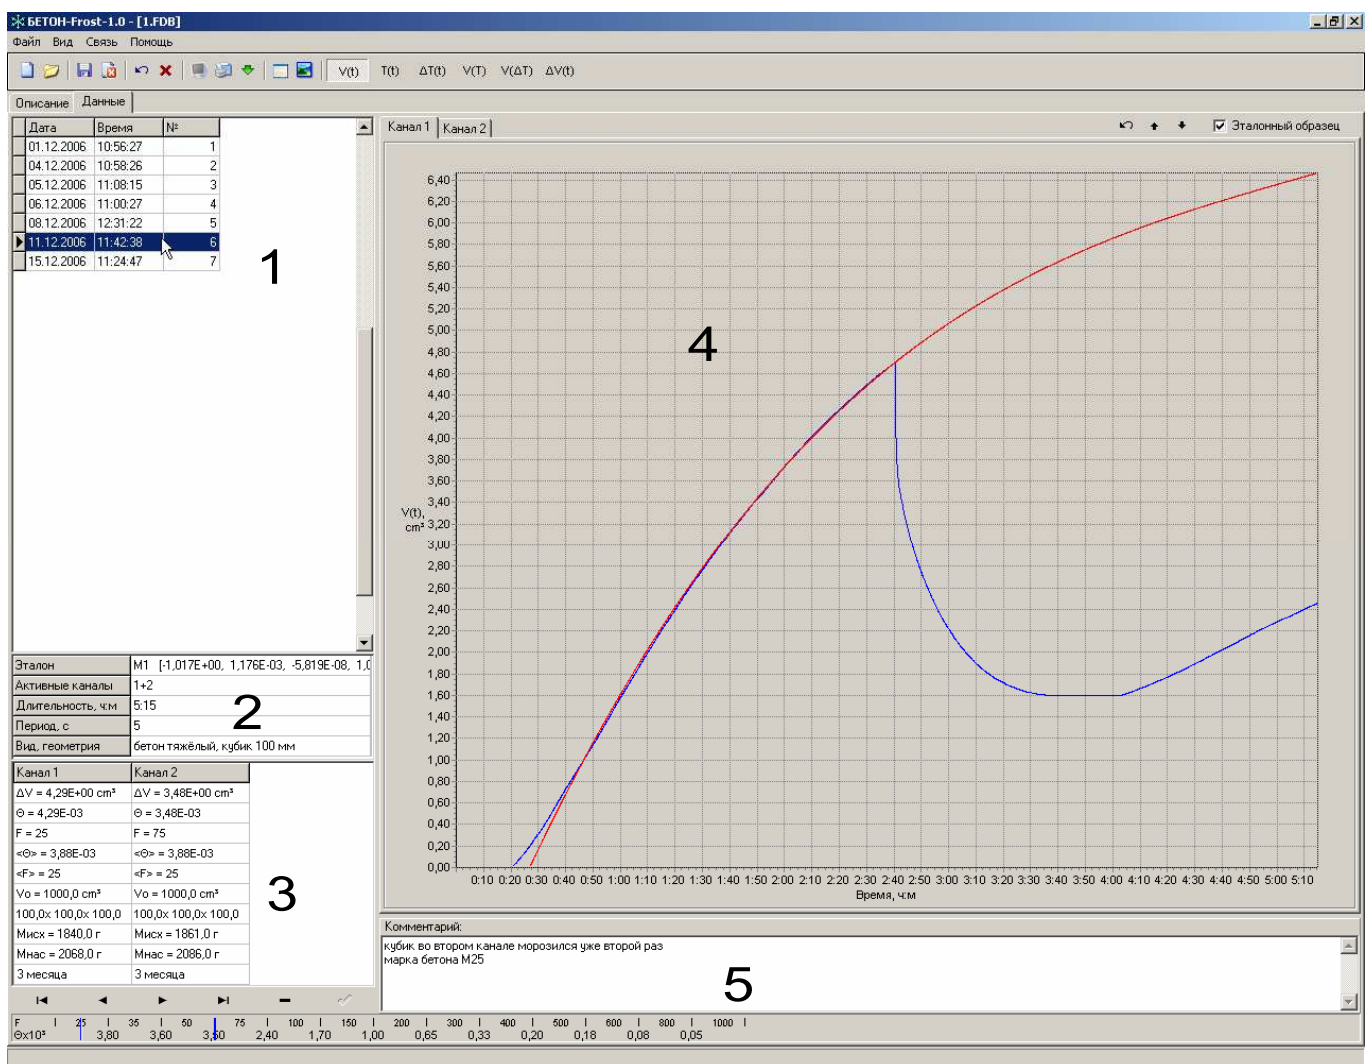 БЕТОН-Frost-1.0 - [1.FDB]
Файл Вид Связь Помощь
V(t) T(t) ΔT(t) V(T) V(ΔT) ΔV(t)
Описание Данные
Дата Время №
01.12.2006 10:56:27 1
04.12.2006 10:58:26 2
05.12.2006 11:08:15 3
06.12.2006 11:00:27 4
08.12.2006 12:31:22 5
11.12.2006 11:42:38 6
15.12.2006 11:24:47 7
1
Эталон М1 [-1,017E+00, 1,176E-03, -5,819E-08, 1,0
Активные каналы 1+2
Длительность, ч:м 5:15
Период, с 5
Вид, геометрия бетон тяжёлый, кубик 100 мм
2
Канал 1 Канал 2
ΔV = 4,29E+00 cm³ ΔV = 3,48E+00 cm³
Θ = 4,29E-03 Θ = 3,48E-03
F = 25 F = 75
<Θ> = 3,88E-03 <Θ> = 3,88E-03
<F> = 25 <F> = 25
Vo = 1000,0 cm³ Vo = 1000,0 cm³
100,0x 100,0x 100,0 100,0x 100,0x 100,0
Мисх = 1840,0 г Мисх = 1861,0 г
Мнас = 2068,0 г Мнас = 2086,0 г
3 месяца 3 месяца
3
Канал 1 Канал 2 Эталонный образец
6,40
6,20
6,00
5,80
5,60
5,40
5,20
5,00
4,80
4,60
4,40
4,20
4,00
3,80
3,60
3,40
V(t),
cm³ 3,20
3,00
2,80
2,60
2,40
2,20
2,00
1,80
1,60
1,40
1,20
1,00
0,80
0,60
0,40
0,20
0,00
4
0:10 0:20 0:30 0:40 0:50 1:00 1:10 1:20 1:30 1:40 1:50 2:00 2:10 2:20 2:30 2:40 2:50 3:00 3:10 3:20 3:30 3:40 3:50 4:00 4:10 4:20 4:30 4:40 4:50 5:00 5:10
Время, ч:м
Комментарий:
кубик во втором канале морозился уже второй раз
марка бетона М25
5
F 25 35 50 75 100 150 200 300 400 500 600 800 1000
Θx10³ 3,80 3,60 3,50 2,40 1,70 1,00 0,65 0,33 0,20 0,18 0,08 0,05